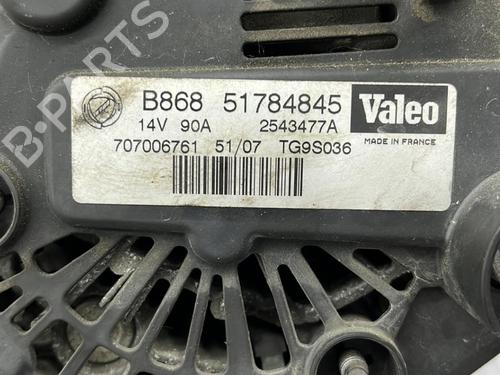 B-PARTS
B868 51784845 Valeo
14V 90A 2543477A MADE IN FRANCE
707006761 51/07 TG9S036